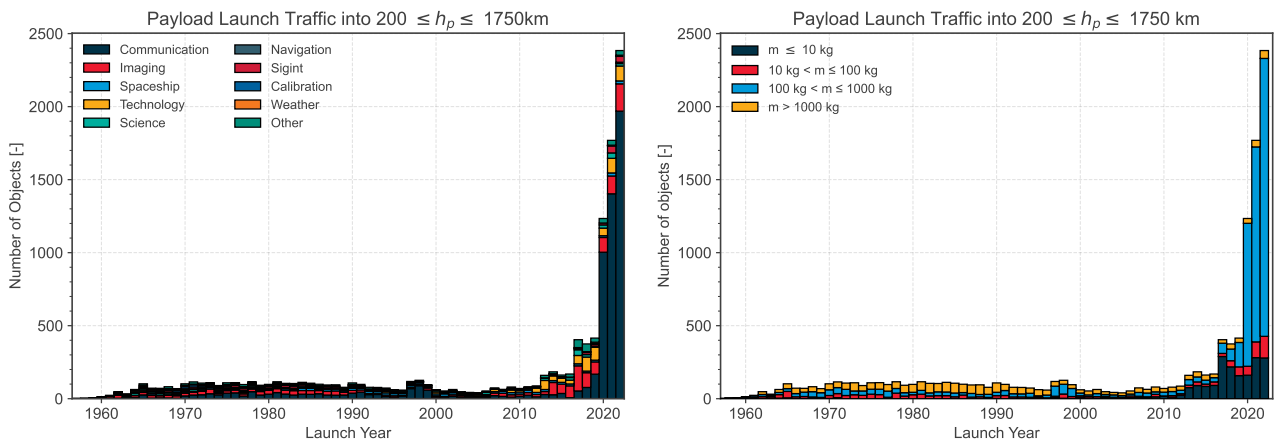 Payload Launch Traffic into 200 ≤ hₚ ≤ 1750km
Number of Objects [-]
2500
2000
1500
1000
500
0
Communication
Imaging
Spaceship
Technology
Science
Navigation
Sigint
Calibration
Weather
Other
1960 1970 1980 1990 2000 2010 2020
Launch Year
Payload Launch Traffic into 200 ≤ hₚ ≤ 1750 km
Number of objects [-]
2500
2000
1500
1000
500
0
m ≤ 10 kg
10 kg < m ≤ 100 kg
100 kg < m ≤ 1000 kg
m > 1000 kg
1960 1970 1980 1990 2000 2010 2020
Launch Year